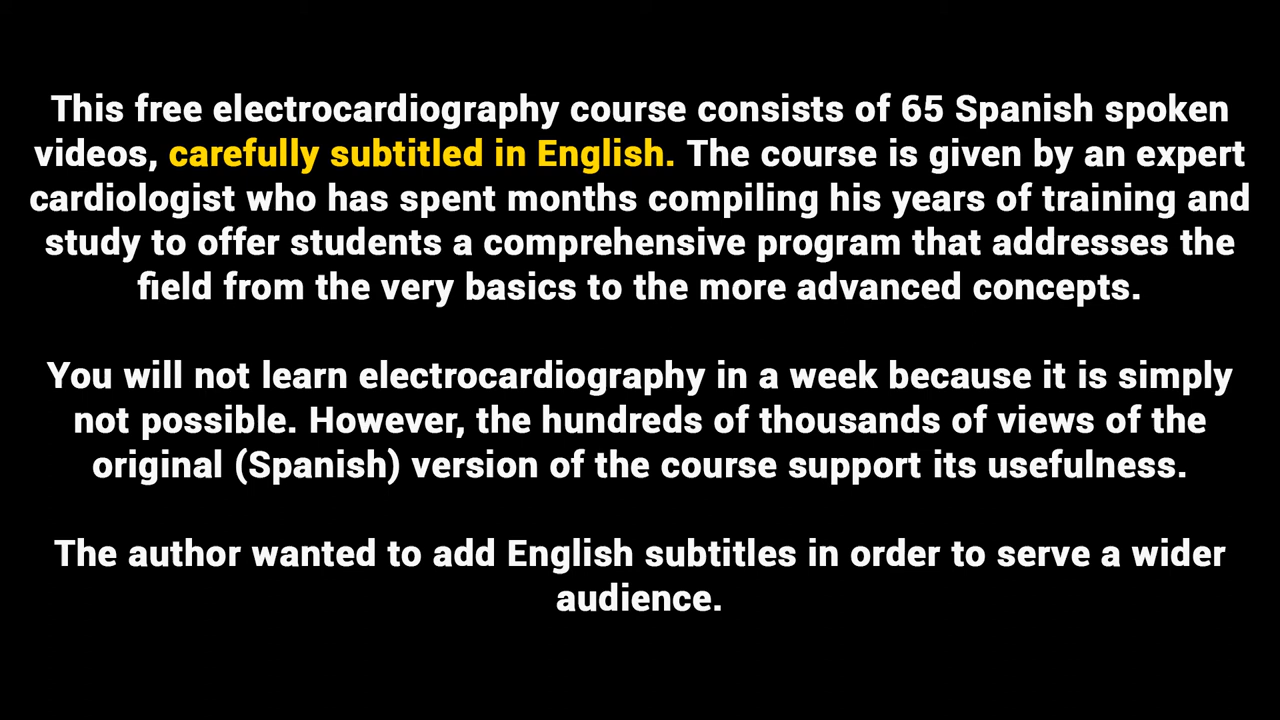 This free electrocardiography course consists of 65 Spanish spoken
videos, carefully subtitled in English. The course is given by an expert
cardiologist who has spent months compiling his years of training and
study to offer students a comprehensive program that addresses the
field from the very basics to the more advanced concepts.
You will not learn electrocardiography in a week because it is simply
not possible. However, the hundreds of thousands of views of the
original (Spanish) version of the course support its usefulness.
The author wanted to add English subtitles in order to serve a wider
audience.